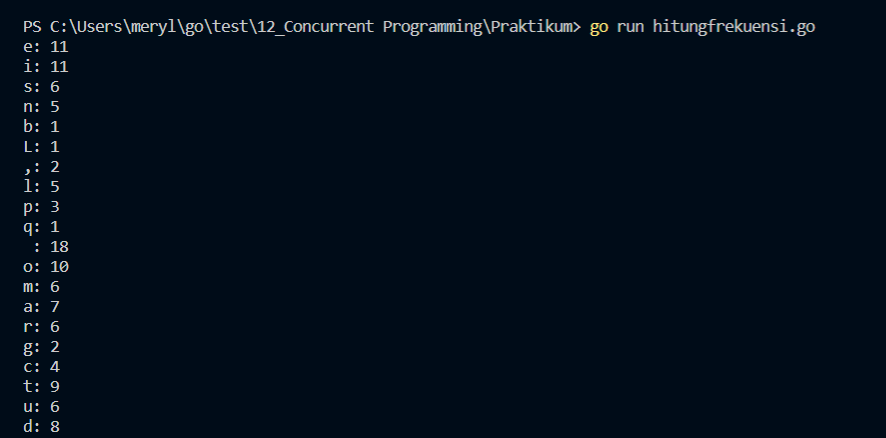 PS C:\Users\meryl\go\test\12_Concurrent Programming\Praktikum> go run hitungfrekuensi.go
e: 11
i: 11
s: 6
n: 5
b: 1
L: 1
,: 2
l: 5
p: 3
q: 1
 : 18
o: 10
m: 6
a: 7
r: 6
g: 2
c: 4
t: 9
u: 6
d: 8